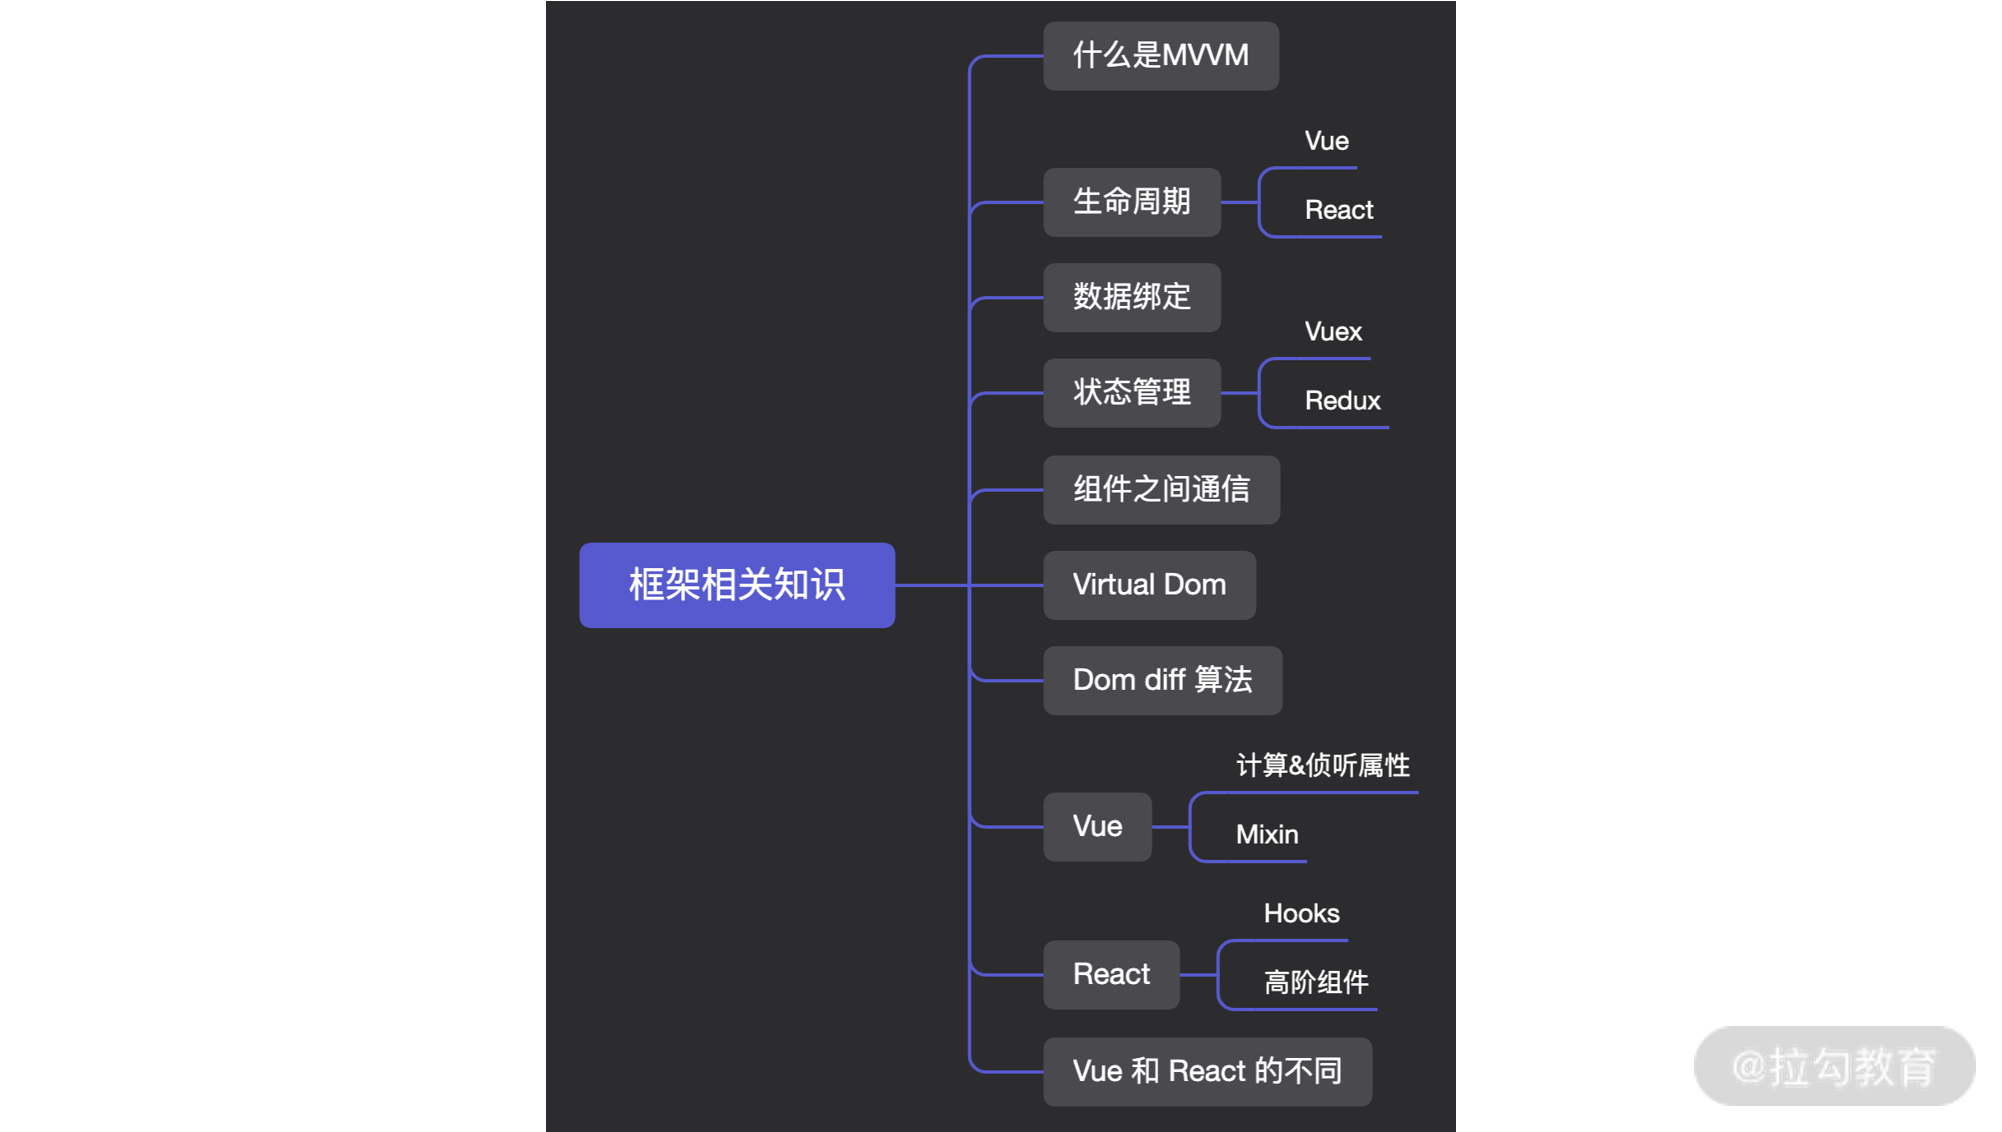 什么是MVVM
Vue
生命周期
React
数据绑定
Vuex
状态管理
Redux
组件之间通信
框架相关知识
Virtual Dom
Dom diff 算法
计算&侦听属性
Vue
Mixin
Hooks
React
高阶组件
Vue 和 React 的不同
@拉勾教育